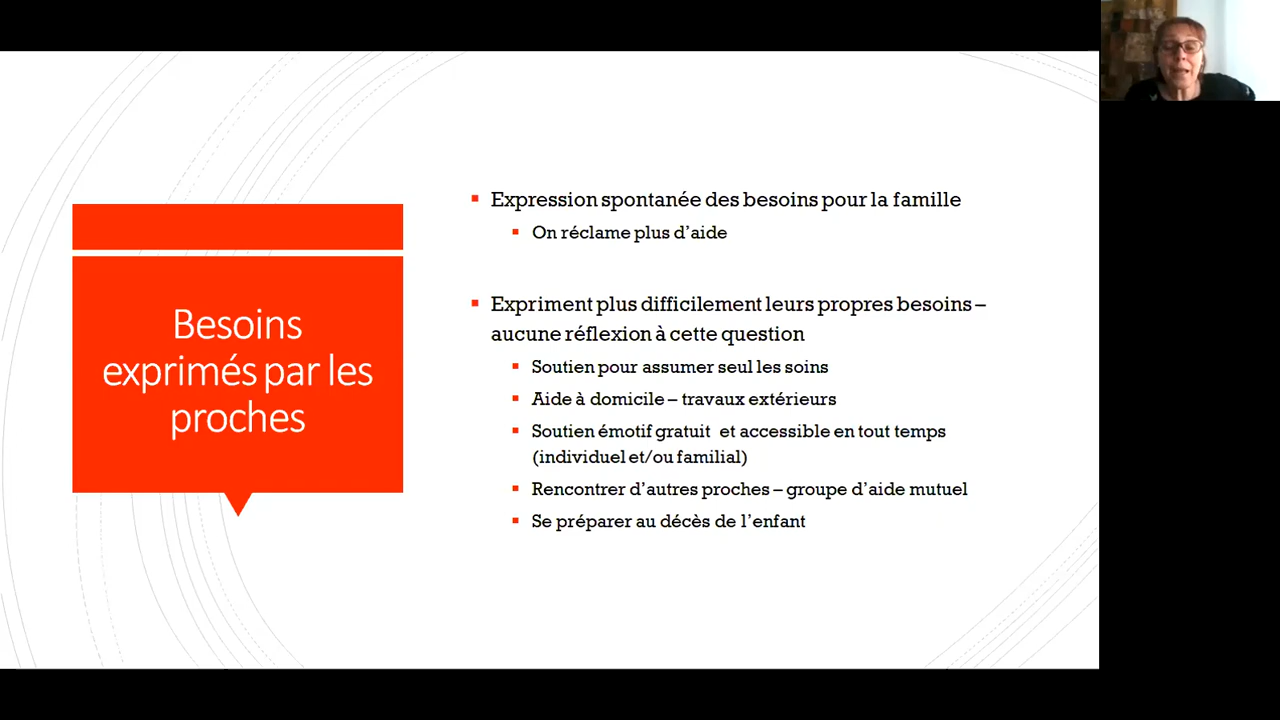 Besoins
exprimés par les
proches
Expression spontanée des besoins pour la famille
On réclame plus d’aide
Expriment plus difficilement leurs propres besoins –
aucune réflexion à cette question
Soutien pour assumer seul les soins
Aide à domicile – travaux extérieurs
Soutien émotif gratuit et accessible en tout temps
(individuel et/ou familial)
Rencontrer d’autres proches – groupe d’aide mutuel
Se préparer au décès de l’enfant